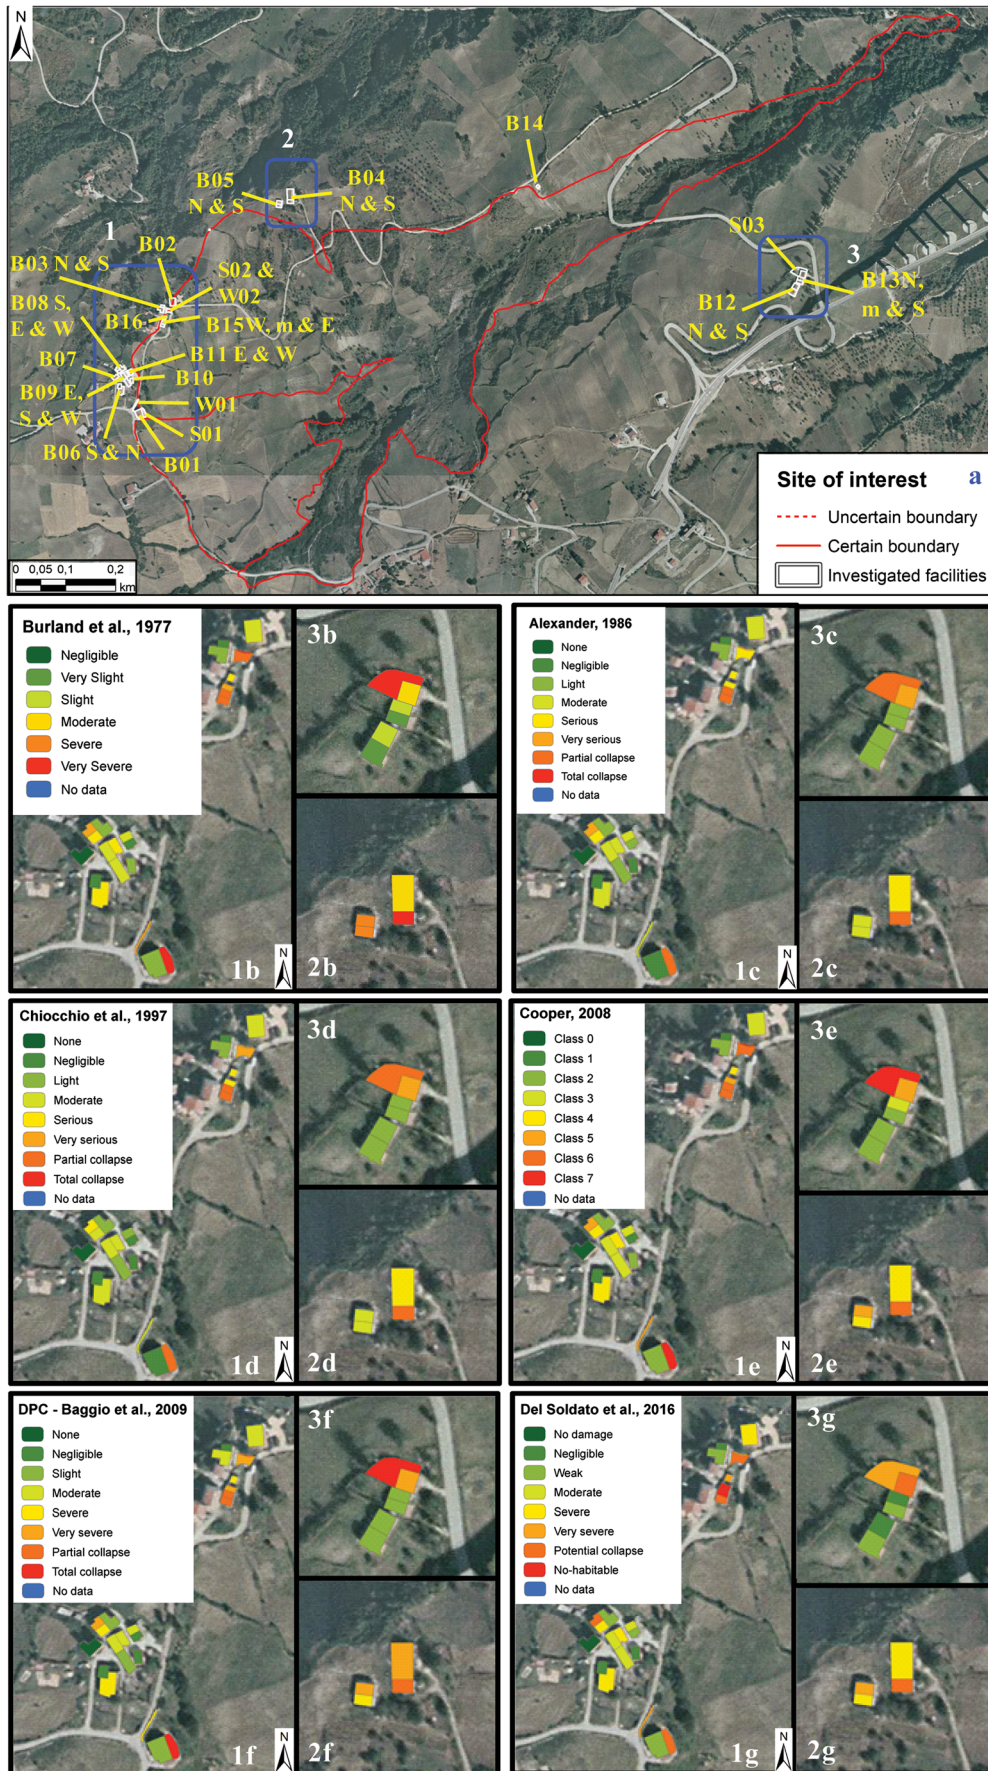 N
2
B14
B05
N & S
B04
N & S
1
B02
B03 N & S
S02 &
W02
B08 S,
E & W
B16
B15W, m & E
B07
B11 E & W
B09 E,
S & W
B10
W01
S01
B06 S & N
B01
S03
3
B12
N & S
B13N,
m & S
0 0,05 0,1 0,2
km
Site of interest a
Uncertain boundary
Certain boundary
Investigated facilities
Burland et al., 1977
Negligible
Very Slight
Slight
Moderate
Severe
Very Severe
No data
3b
N
1b
2b
Alexander, 1986
None
Negligible
Light
Moderate
Serious
Very serious
Partial collapse
Total collapse
No data
3c
N
1c
2c
Chiocchio et al., 1997
None
Negligible
Light
Moderate
Serious
Very serious
Partial collapse
Total collapse
No data
3d
N
1d
2d
Cooper, 2008
Class 0
Class 1
Class 2
Class 3
Class 4
Class 5
Class 6
Class 7
No data
3e
N
1e
2e
DPC - Baggio et al., 2009
None
Negligible
Slight
Moderate
Severe
Very severe
Partial collapse
Total collapse
No data
3f
N
1f
2f
Del Soldato et al., 2016
No damage
Negligible
Weak
Moderate
Severe
Very severe
Potential collapse
No-habitable
No data
3g
N
1g
2g